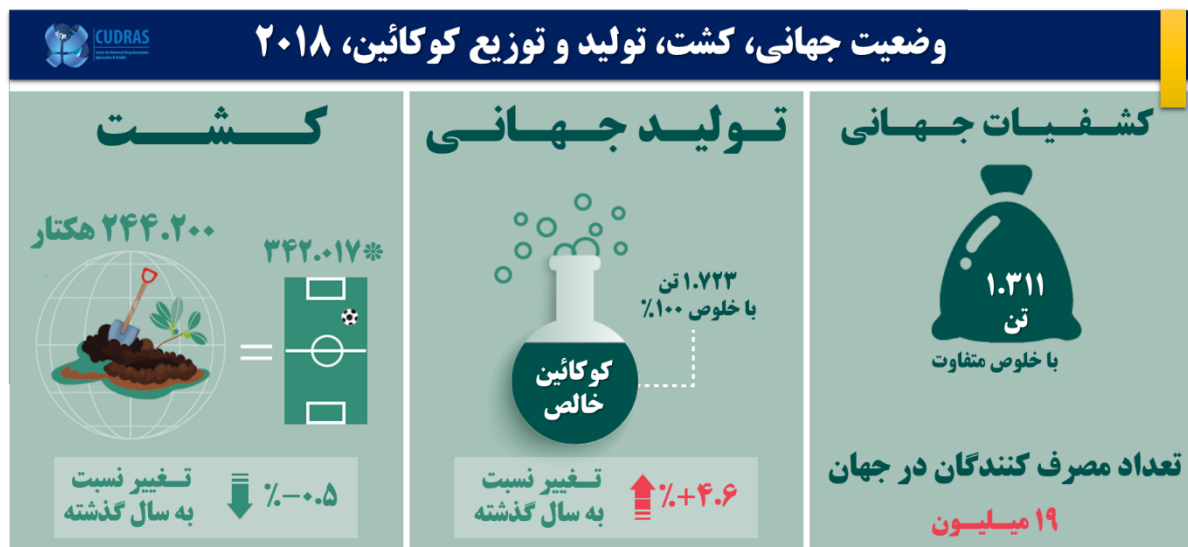 وضعیت جهانی، کشت، تولید و توزیع کوکائین، ۲۰۱۸
CUDRAS
کشفیات جهانی
۱.۳۱۱
تن
با خلوص متفاوت
تعداد مصرف کنندگان در جهان
۱۹ میلیون
تولید جهانی
۱.۷۲۳ تن
با خلوص ۱۰۰٪
کوکائین
خالص
تغییر نسبت
به سال گذشته
٪+۴.۶
کشت
۲۴۴.۲۰۰ هکتار
*۳۴۲.۰۱۷
=
تغییر نسبت
به سال گذشته
٪-۰.۵